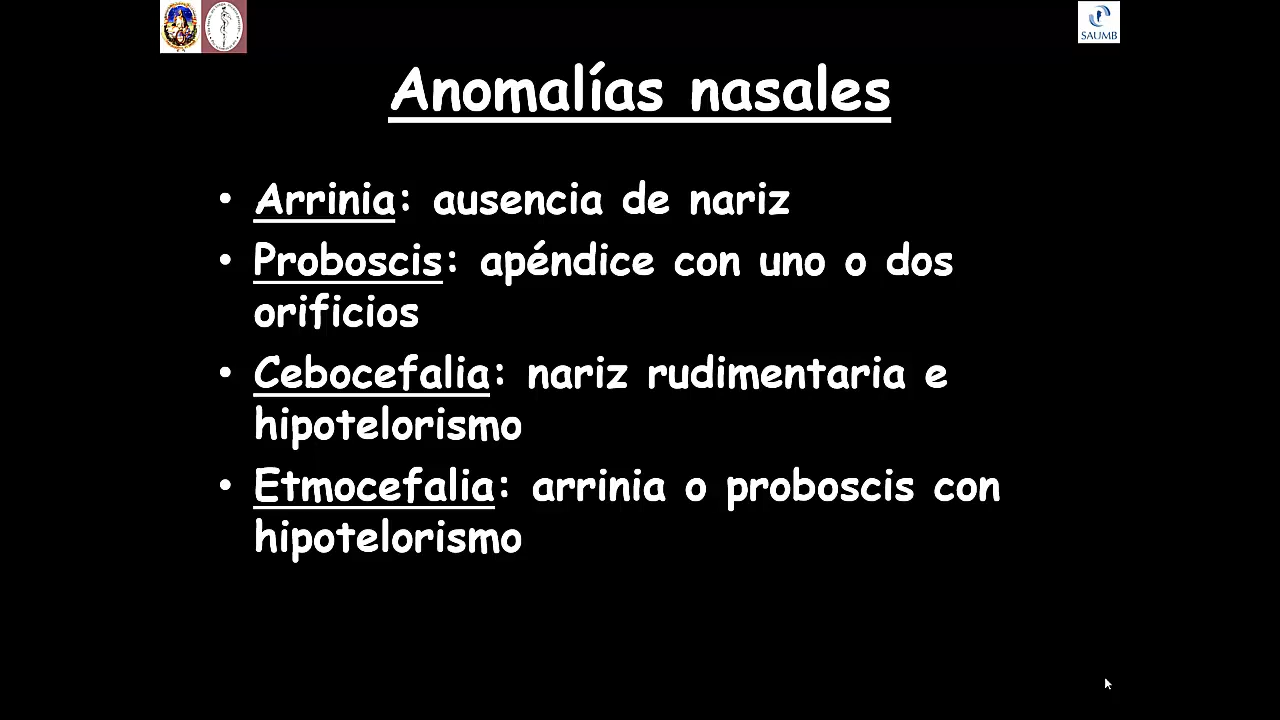 SAUMB
Anomalías nasales
• Arrinia: ausencia de nariz
• Proboscis: apéndice con uno o dos
orificios
• Cebocefalia: nariz rudimentaria e
hipotelorismo
• Etmocefalia: arrinia o proboscis con
hipotelorismo